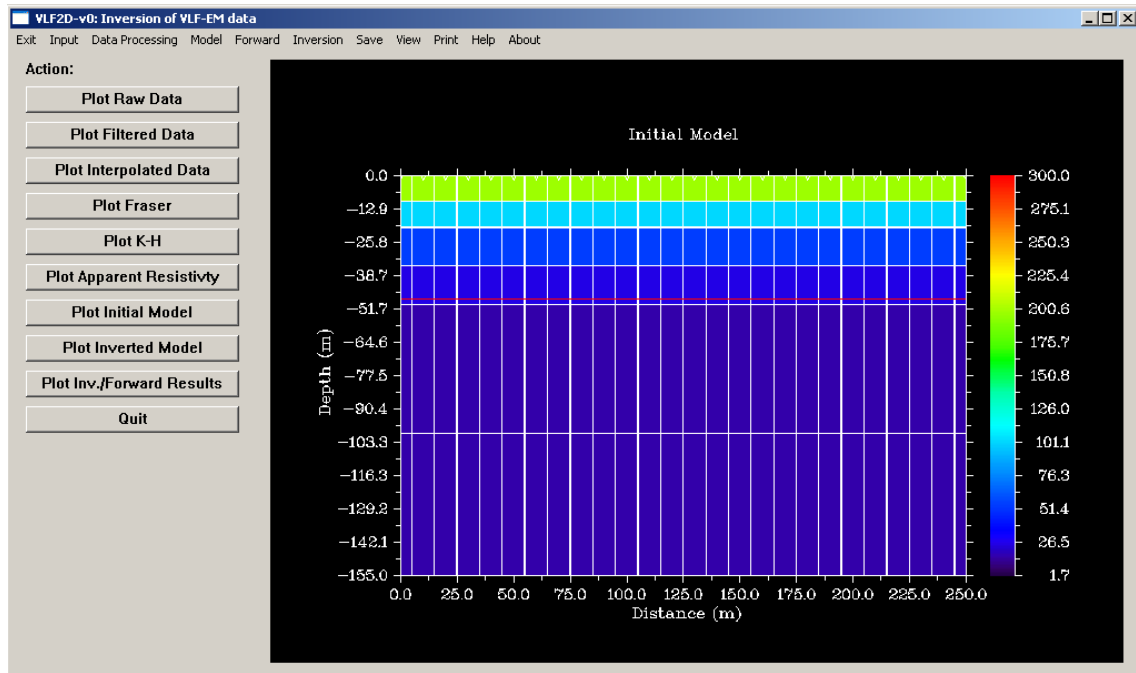 VLF2D-v0: Inversion of VLF-EM data
Exit Input Data Processing Model Forward Inversion Save View Print Help About
Action:
Plot Raw Data
Plot Filtered Data
Plot Interpolated Data
Plot Fraser
Plot K-H
Plot Apparent Resistivty
Plot Initial Model
Plot Inverted Model
Plot Inv./Forward Results
Quit
Initial Model
Depth (m)
0.0
−12.9
−25.8
−38.7
−51.7
−64.6
−77.5
−90.4
−103.3
−116.3
−129.2
−142.1
−155.0
0.0 25.0 50.0 75.0 100.0 125.0 150.0 175.0 200.0 225.0 250.0
Distance (m)
300.0
275.1
250.3
225.4
200.6
175.7
150.8
126.0
101.1
76.3
51.4
26.5
1.7